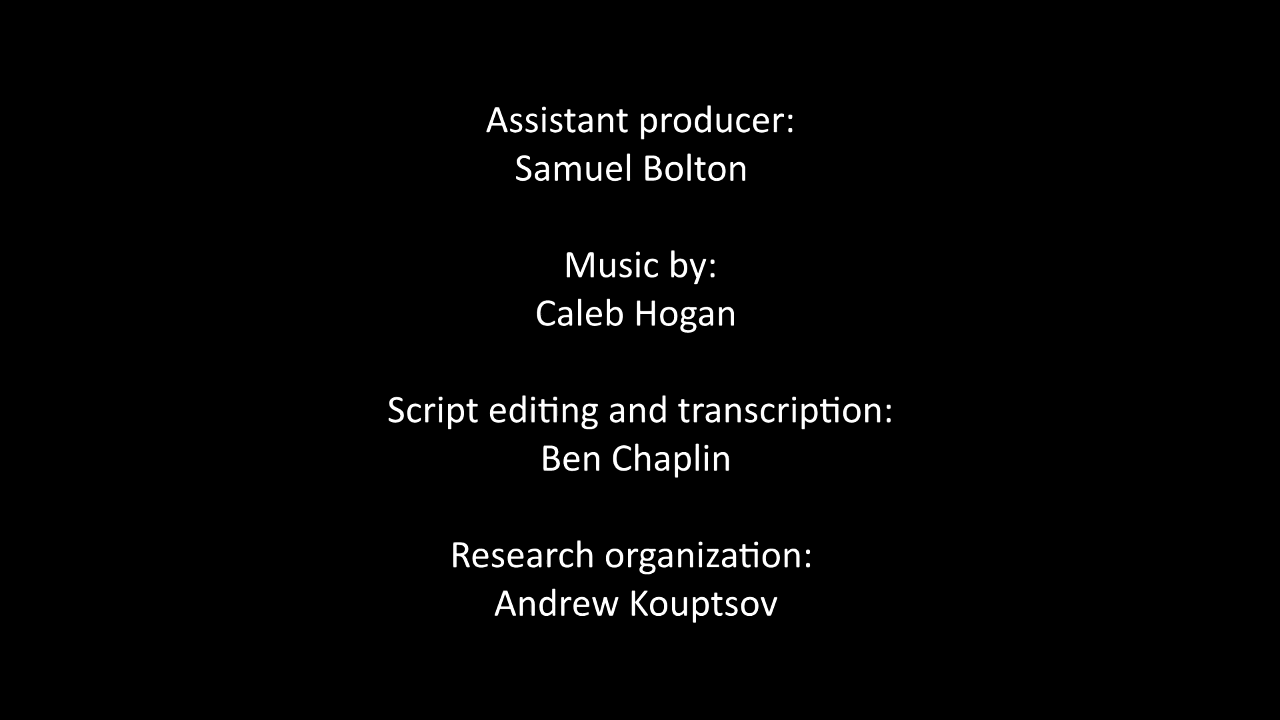 Assistant producer:
Samuel Bolton
Music by:
Caleb Hogan
Script editing and transcription:
Ben Chaplin
Research organization:
Andrew Kouptsov